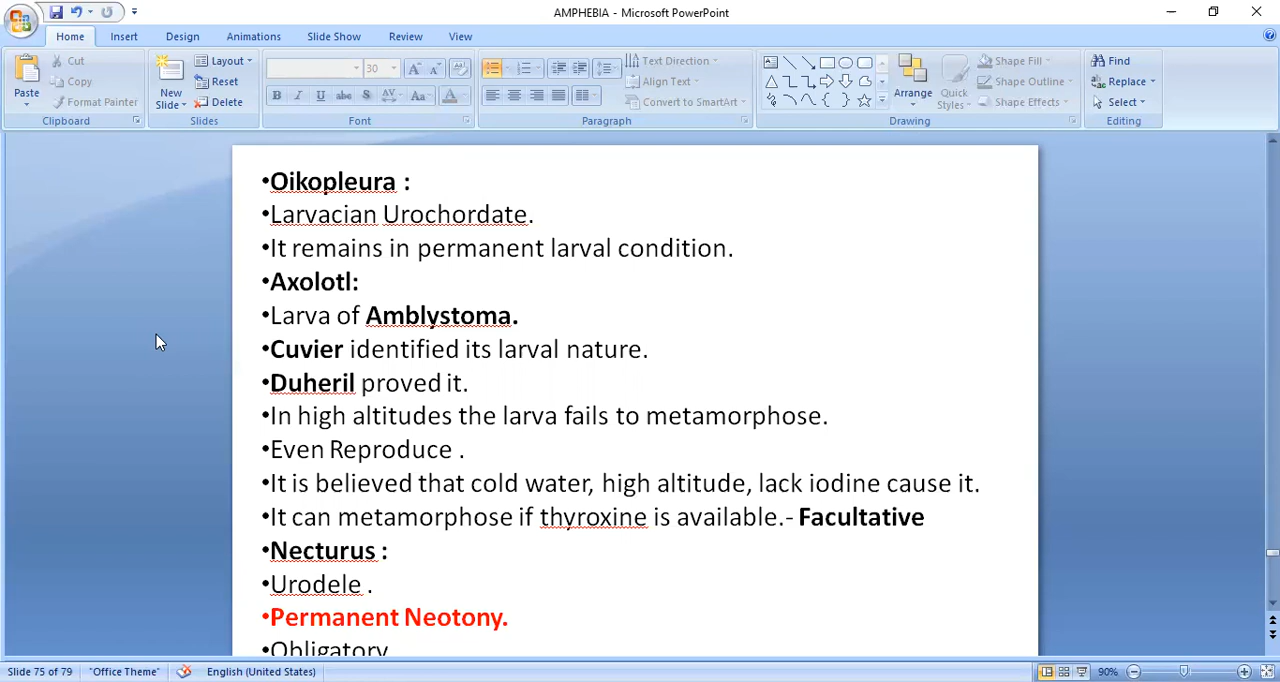 AMPHEBIA - Microsoft PowerPoint
Home Insert Design Animations Slide Show Review View
Paste Cut Copy Format Painter Clipboard
New Slide Layout Reset Delete Slides
30 A A B I U abc S AV Aa A Font
Text Direction Align Text Convert to SmartArt Paragraph
Arrange Quick Styles Shape Fill Shape Outline Shape Effects Drawing
Find Replace Select Editing
•Oikopleura :
•Larvacian Urochordate.
•It remains in permanent larval condition.
•Axolotl:
•Larva of Amblystoma.
•Cuvier identified its larval nature.
•Duheril proved it.
•In high altitudes the larva fails to metamorphose.
•Even Reproduce .
•It is believed that cold water, high altitude, lack iodine cause it.
•It can metamorphose if thyroxine is available.- Facultative
•Necturus :
•Urodele .
•Permanent Neotony.
•Obligatory
Slide 75 of 79 "Office Theme" English (United States) 90%